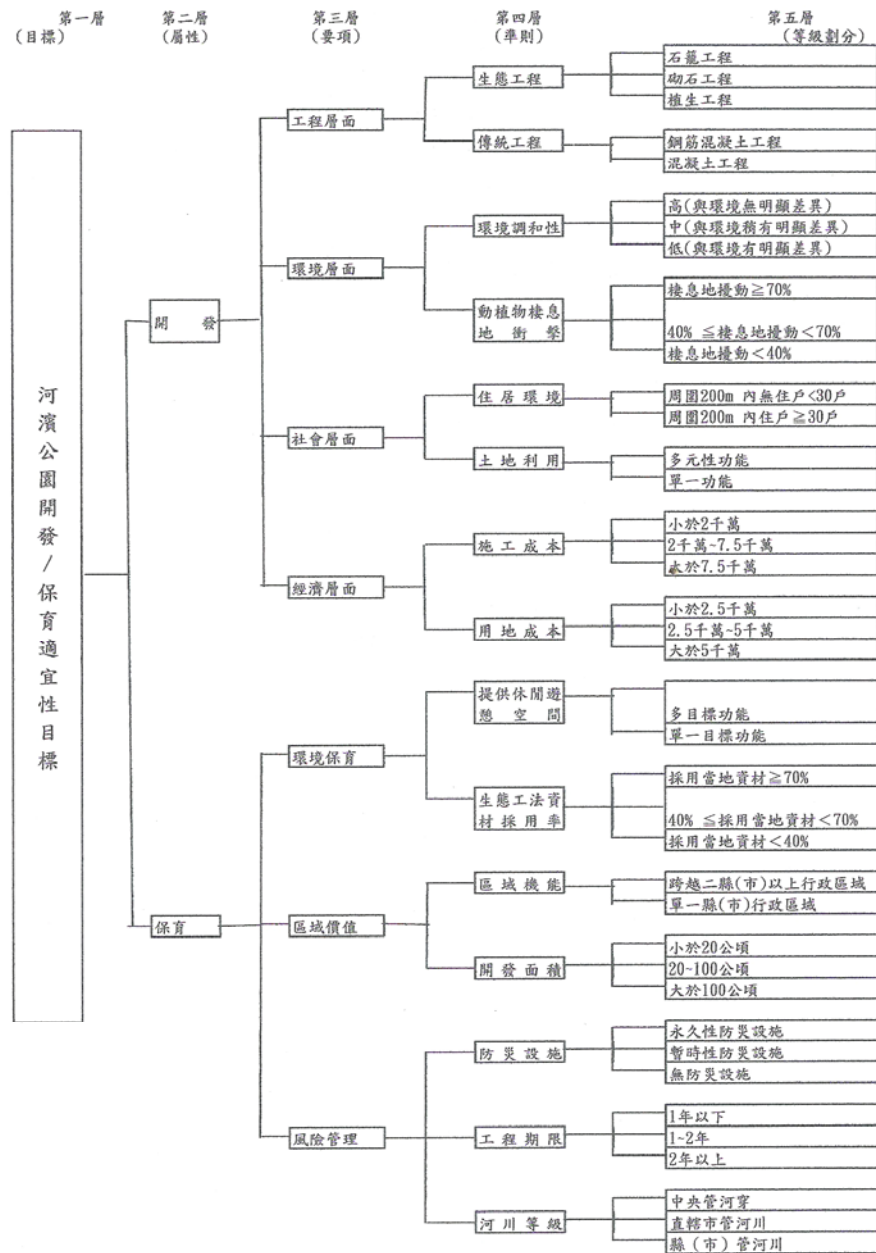 第一層
(目標)
第二層
(屬性)
第三層
(要項)
第四層
(準則)
第五層
(等級劃分)
河濱公園開發/保育適宜性目標
開發
工程層面
生態工程
石籠工程
砌石工程
植生工程
傳統工程
鋼筋混凝土工程
混凝土工程
環境層面
環境調和性
高(與環境無明顯差異)
中(與環境稍有明顯差異)
低(與環境有明顯差異)
動植物棲息
地衝擊
棲息地擾動≧70%
40% ≦棲息地擾動<70%
棲息地擾動<40%
社會層面
住居環境
周圍200m 內無住戶<30戶
周圍200m 內住戶≧30戶
土地利用
多元性功能
單一功能
經濟層面
施工成本
小於2千萬
2千萬~7.5千萬
大於7.5千萬
用地成本
小於2.5千萬
2.5千萬~5千萬
大於5千萬
保育
環境保育
提供休閒遊
憩空間
多目標功能
單一目標功能
生態工法資
材採用率
採用當地資材≧70%
40% ≦採用當地資材<70%
採用當地資材<40%
區域價值
區域機能
跨越二縣(市)以上行政區域
單一縣(市)行政區域
開發面積
小於20公頃
20~100公頃
大於100公頃
風險管理
防災設施
永久性防災設施
暫時性防災設施
無防災設施
工程期限
1年以下
1~2年
2年以上
河川等級
中央管河穿
直轄市管河川
縣(市)管河川